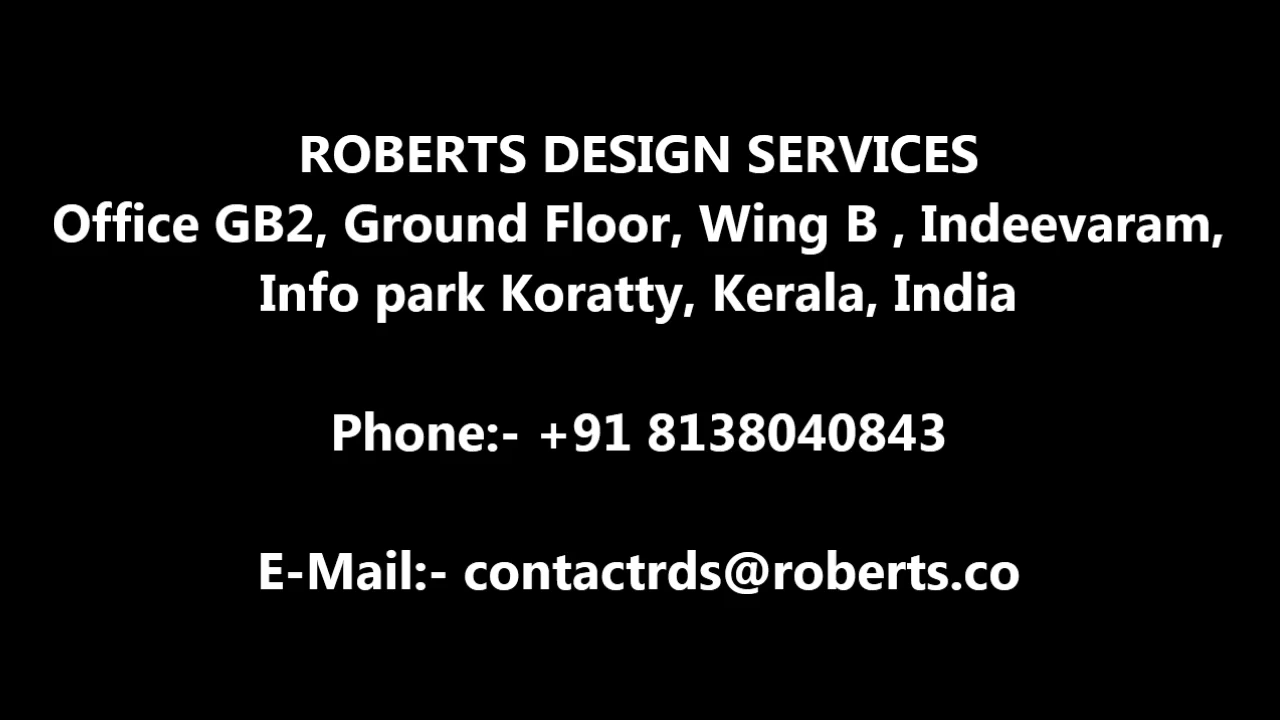 ROBERTS DESIGN SERVICES
Office GB2, Ground Floor, Wing B , Indeevaram,
Info park Koratty, Kerala, India
Phone:- +91 8138040843
E-Mail:- contactrds@roberts.co